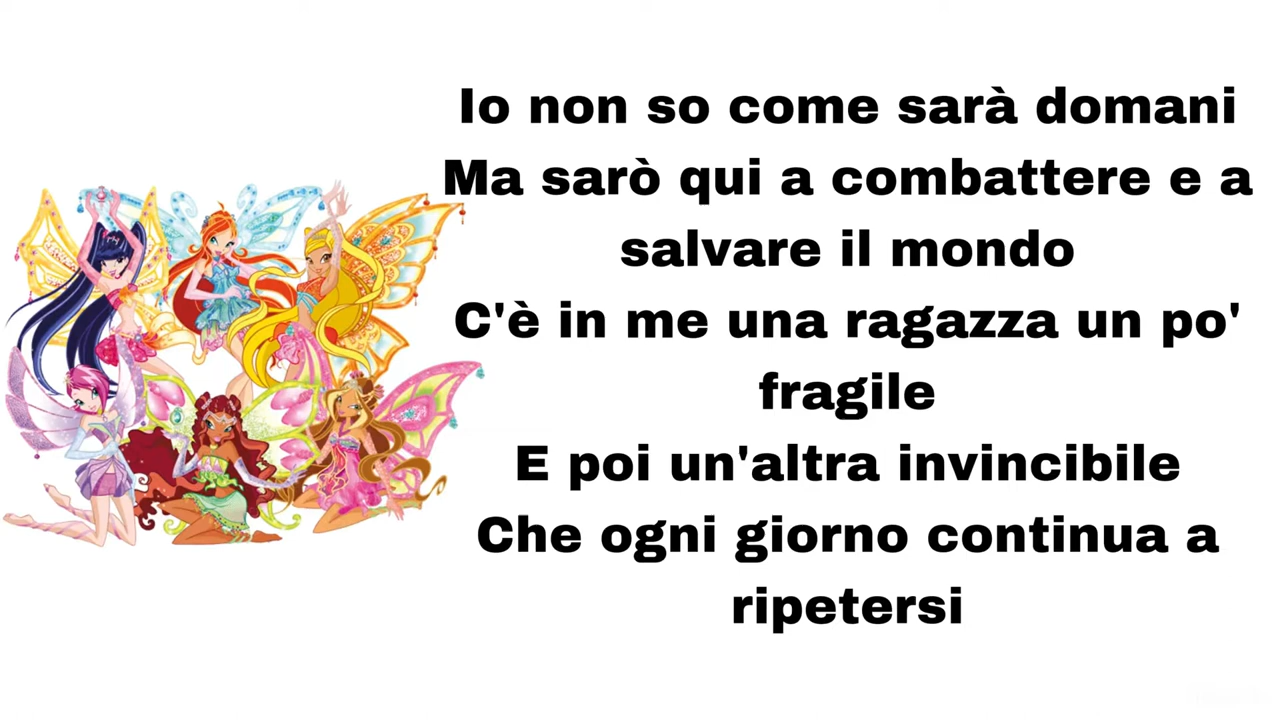 Io non so come sarà domani
Ma sarò qui a combattere e a
salvare il mondo
C'è in me una ragazza un po'
fragile
E poi un'altra invincibile
Che ogni giorno continua a
ripetersi